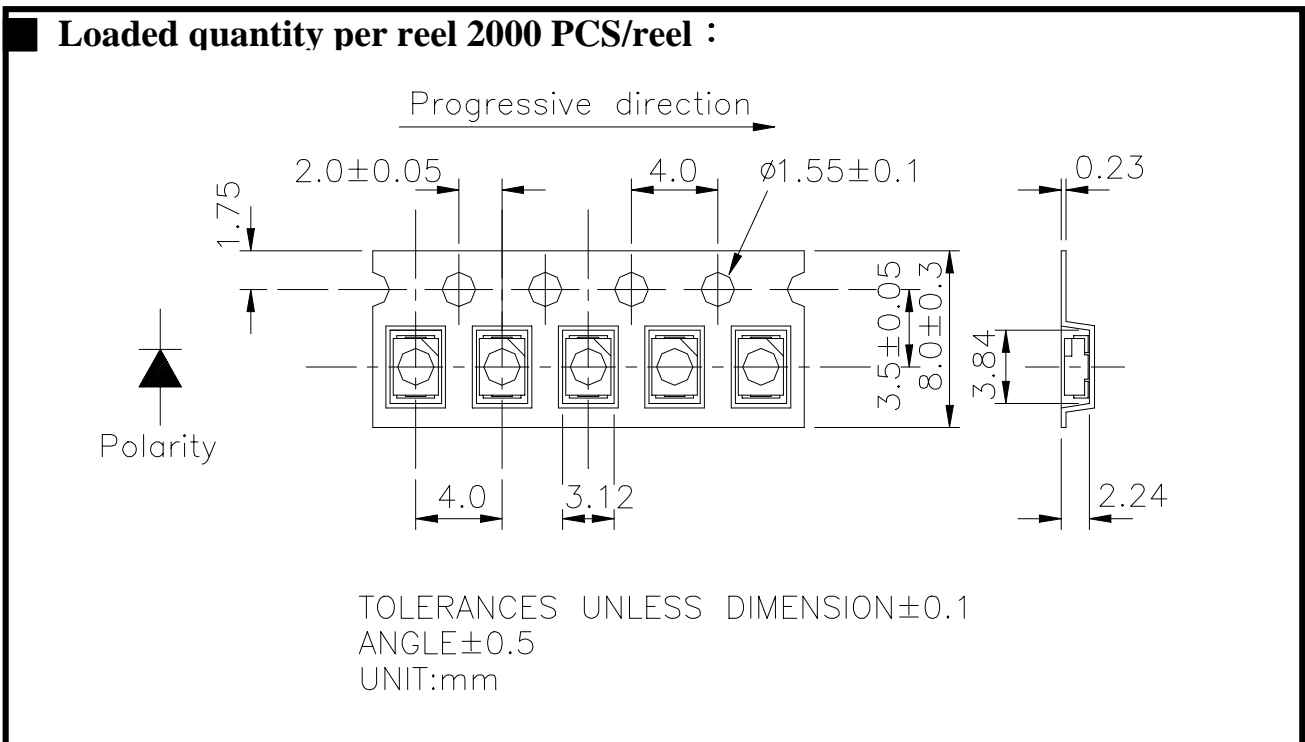 Loaded quantity per reel 2000 PCS/reel：
Progressive direction
2.0±0.05
4.0
ø1.55±0.1
0.23
1.75
3.5±0.05
8.0±0.3
3.84
Polarity
4.0
3.12
2.24
TOLERANCES UNLESS DIMENSION±0.1
ANGLE±0.5
UNIT:mm